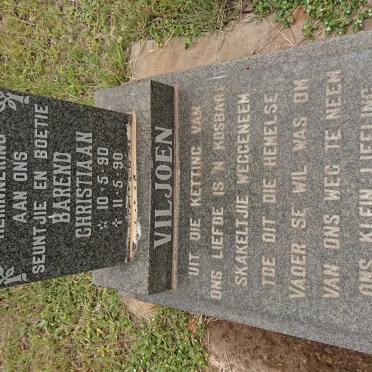 HERINNERING
AAN ONS
SEUNTJIE EN BOETIE
BAREND
CHRISTIAAN
☆ 10·5·90
✝ 11·5·90
VILJOEN
UIT DIE KETTING VAN
ONS LIEFDE IS 'N KOSBARE
SKAKELTJIE WEGGENEEM
TOE DIT DIE HEMELSE
VADER SE WIL WAS OM
VAN ONS WEG TE NEEM
ONS KLEIN LIEFLING